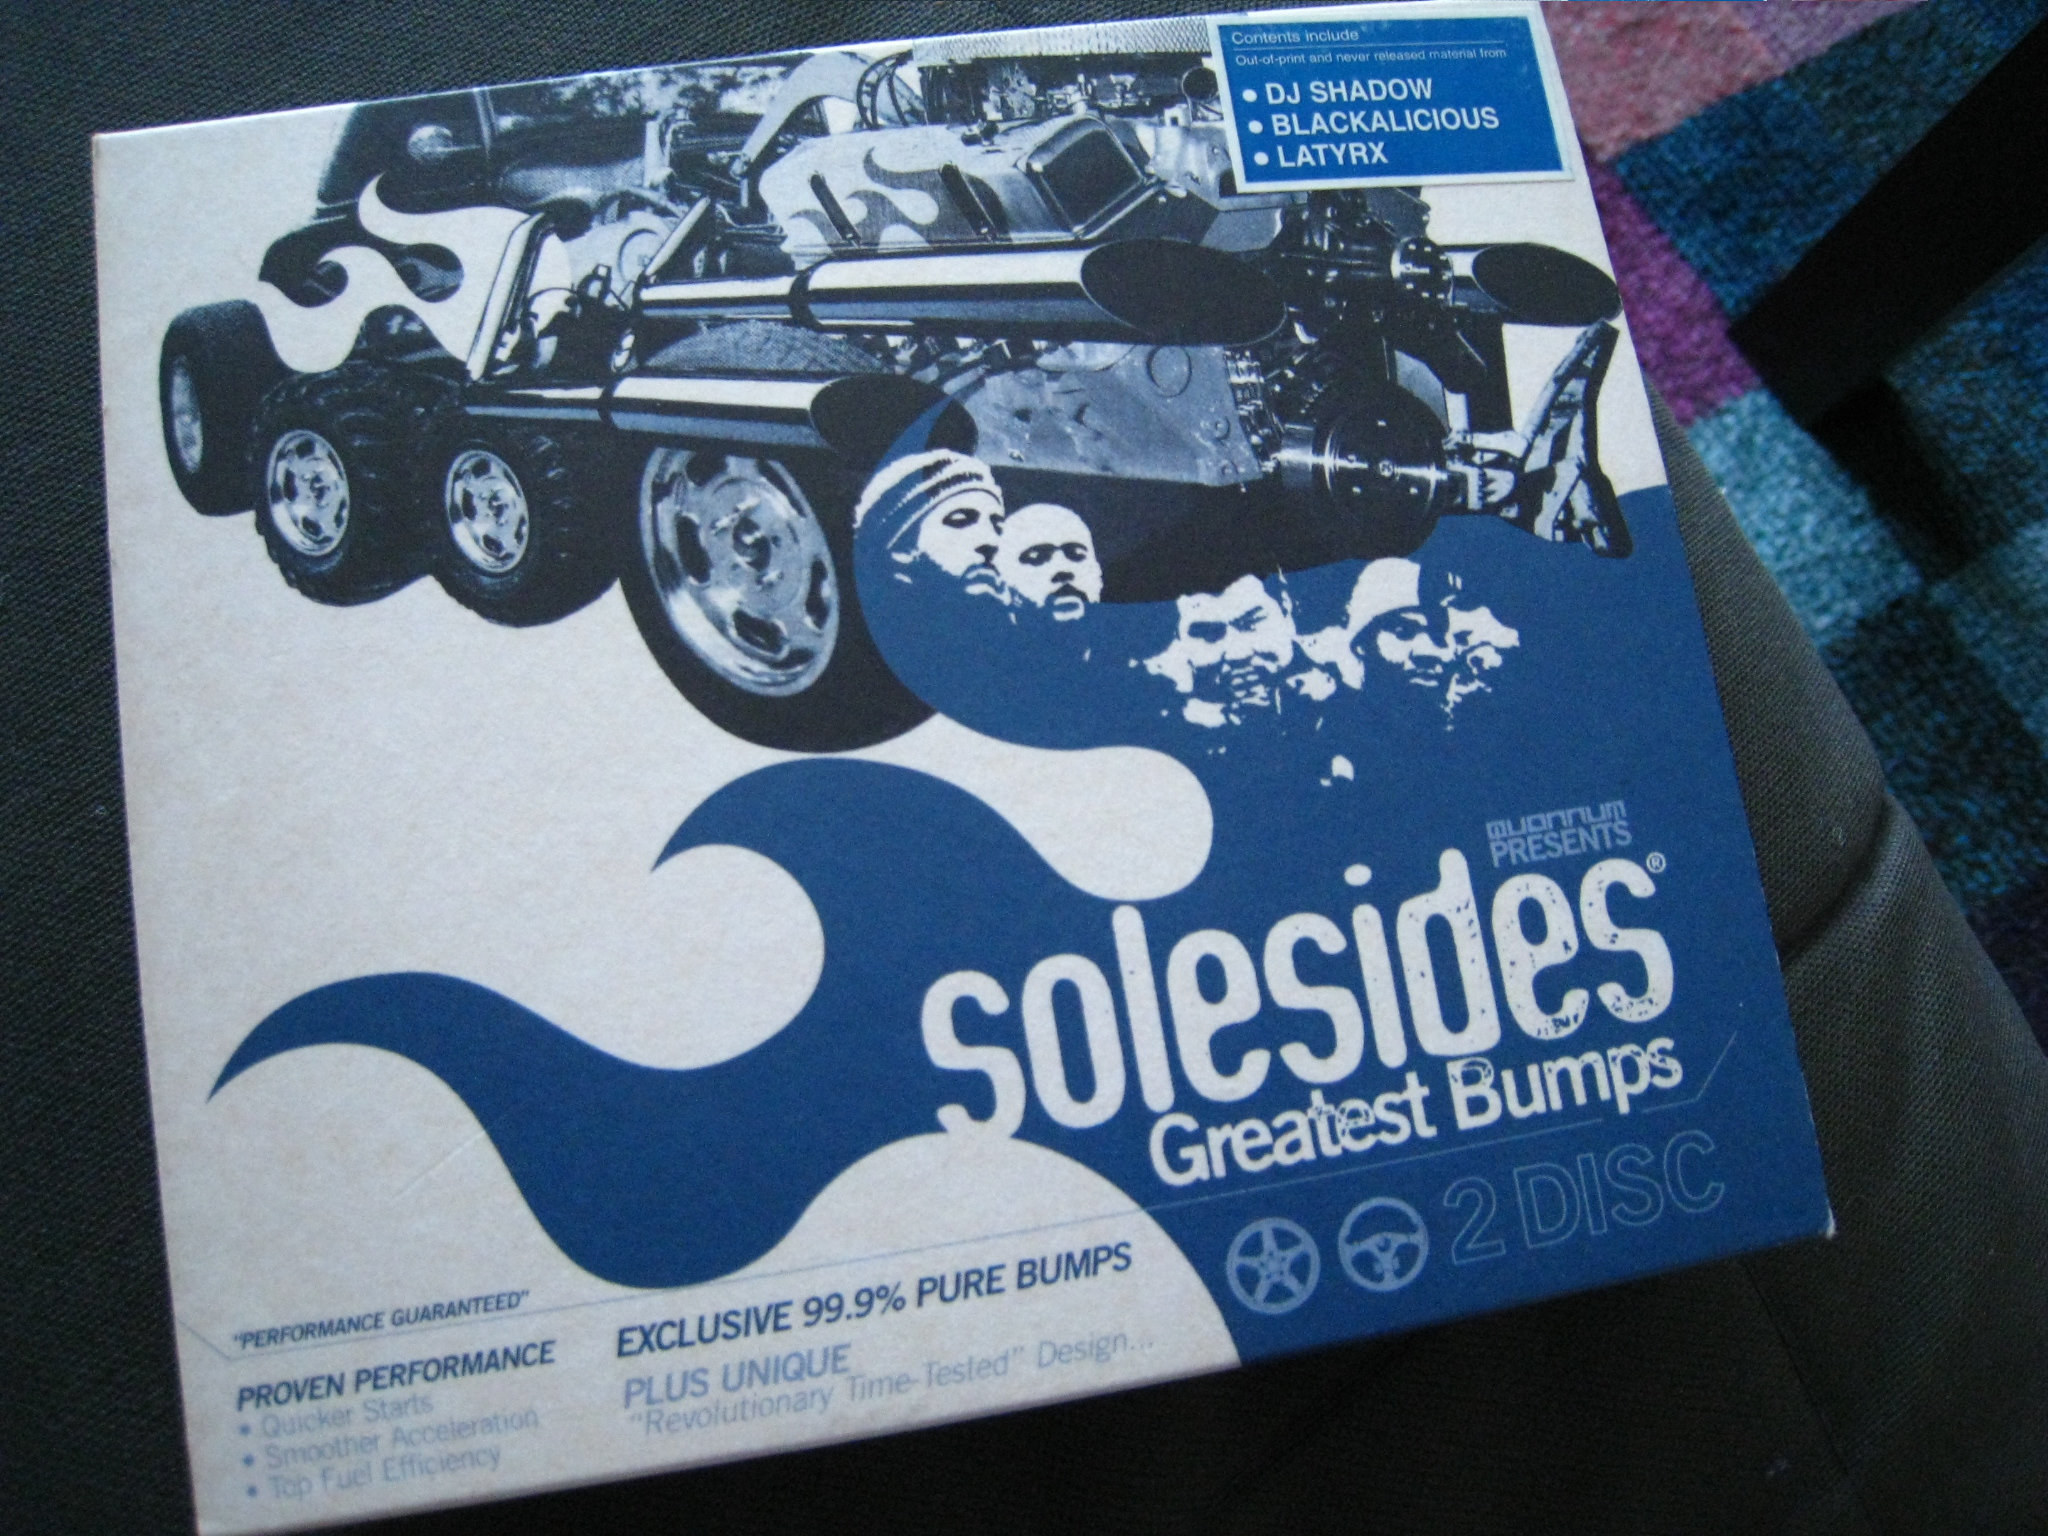 Contents include
Out-of-print and never released material from
• DJ SHADOW
• BLACKALICIOUS
• LATYRX
QUANNUM
PRESENTS
solesides®
Greatest Bumps
2 DISC
"PERFORMANCE GUARANTEED"
PROVEN PERFORMANCE
• Quicker Starts
• Smoother Acceleration
• Top Fuel Efficiency
EXCLUSIVE 99.9% PURE BUMPS
PLUS UNIQUE
"Revolutionary Time-Tested" Design...